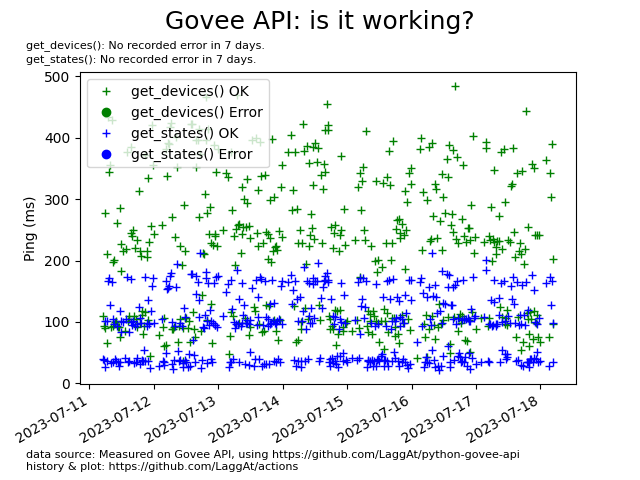 Govee API: is it working?
get_devices(): No recorded error in 7 days.
get_states(): No recorded error in 7 days.
get_devices() OK
get_devices() Error
get_states() OK
get_states() Error
Ping (ms)
500
400
300
200
100
0
2023-07-11
2023-07-12
2023-07-13
2023-07-14
2023-07-15
2023-07-16
2023-07-17
2023-07-18
data source: Measured on Govee API, using https://github.com/LaggAt/python-govee-api
history & plot: https://github.com/LaggAt/actions